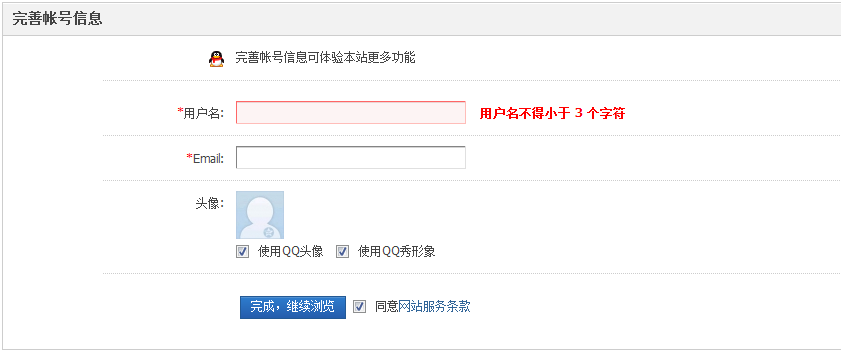 完善帐号信息
完善帐号信息可体验本站更多功能
*用户名: 用户名不得小于 3 个字符
*Email:
头像:
使用QQ头像 使用QQ秀形象
完成，继续浏览 同意网站服务条款